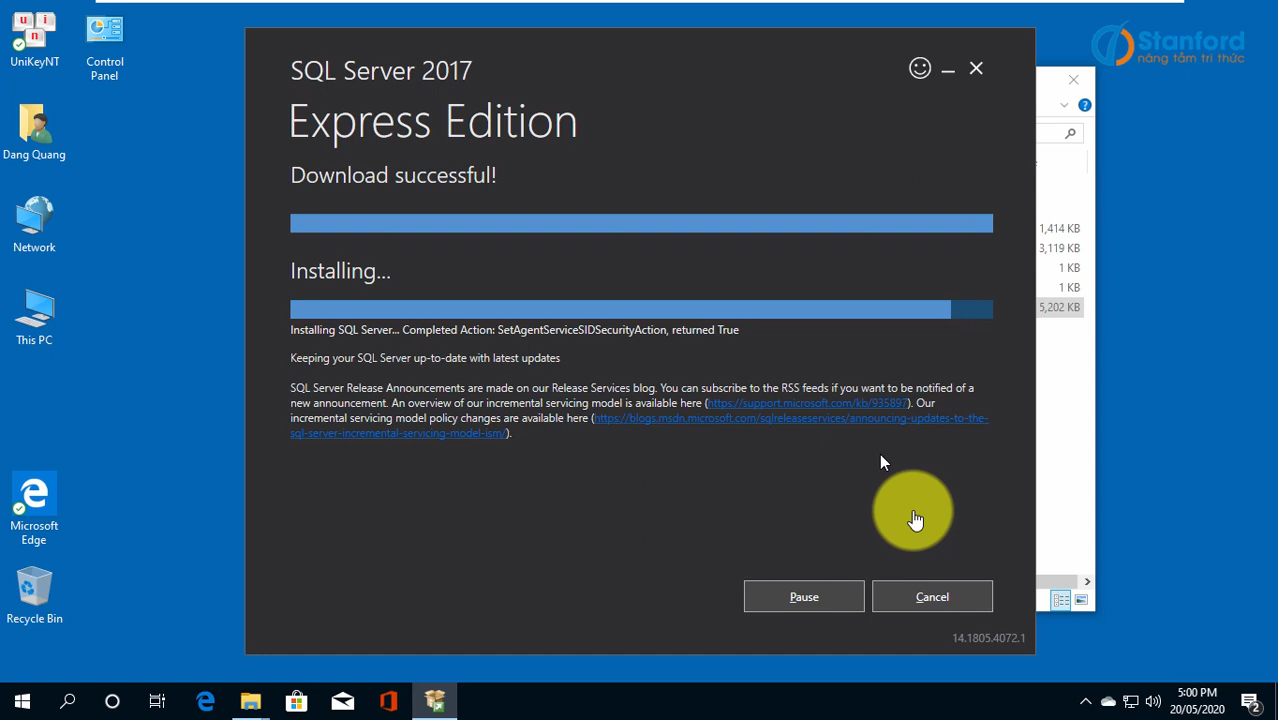 UniKeyNT
Control
Panel
Dang Quang
Network
This PC
Microsoft
Edge
Recycle Bin
Stanford
nâng tầm tri thức
SQL Server 2017
Express Edition
Download successful!
Installing...
Installing SQL Server... Completed Action: SetAgentServiceSIDSecurityAction, returned True
Keeping your SQL Server up-to-date with latest updates
SQL Server Release Announcements are made on our Release Services blog. You can subscribe to the RSS feeds if you want to be notified of a
new announcement. An overview of our incremental servicing model is available here (https://support.microsoft.com/kb/935897). Our
incremental servicing model policy changes are available here (https://blogs.msdn.microsoft.com/sqlreleaseservices/announcing-updates-to-the-
sql-server-incremental-servicing-model-ism/).
Pause
Cancel
14.1805.4072.1
1,414 KB
3,119 KB
1 KB
1 KB
5,202 KB
5:00 PM
20/05/2020
2